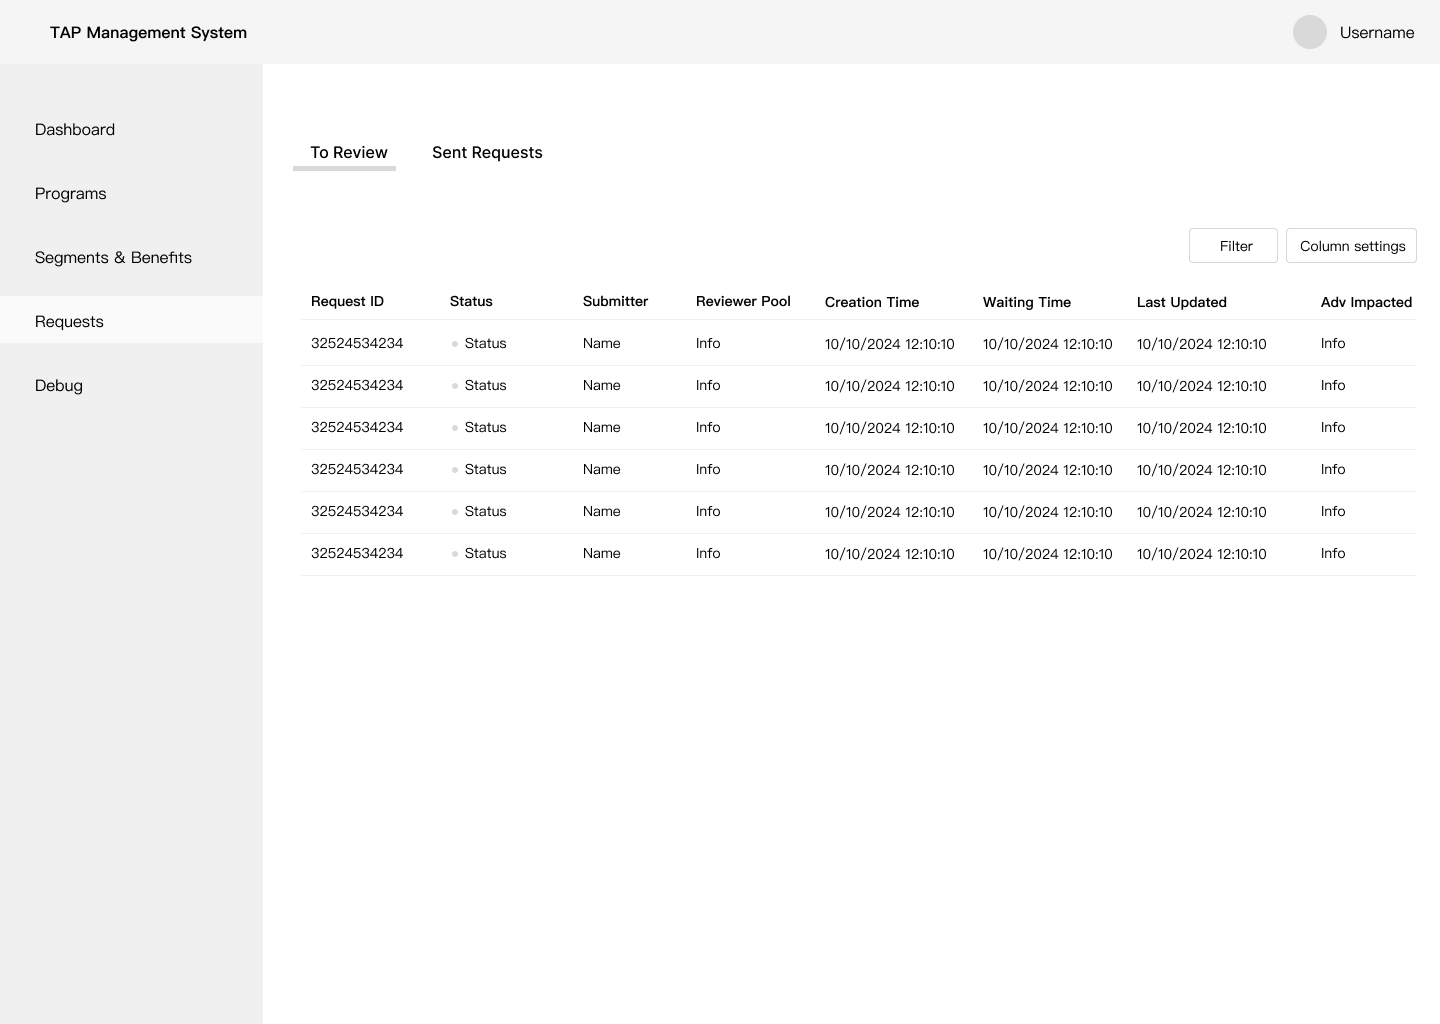 TAP Management System
Username
Dashboard
Programs
Segments & Benefits
Requests
Debug
To Review Sent Requests
Filter Column settings
Request ID Status Submitter Reviewer Pool Creation Time Waiting Time Last Updated Adv Impacted
32524534234 Status Name Info 10/10/2024 12:10:10 10/10/2024 12:10:10 10/10/2024 12:10:10 Info
32524534234 Status Name Info 10/10/2024 12:10:10 10/10/2024 12:10:10 10/10/2024 12:10:10 Info
32524534234 Status Name Info 10/10/2024 12:10:10 10/10/2024 12:10:10 10/10/2024 12:10:10 Info
32524534234 Status Name Info 10/10/2024 12:10:10 10/10/2024 12:10:10 10/10/2024 12:10:10 Info
32524534234 Status Name Info 10/10/2024 12:10:10 10/10/2024 12:10:10 10/10/2024 12:10:10 Info
32524534234 Status Name Info 10/10/2024 12:10:10 10/10/2024 12:10:10 10/10/2024 12:10:10 Info